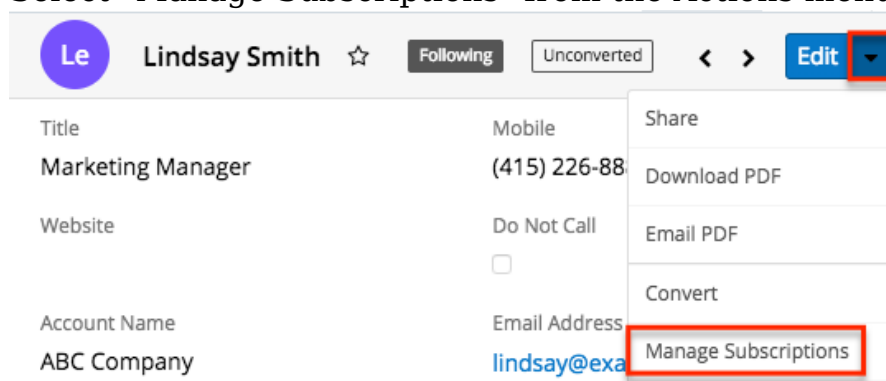 Select "Manage Subscriptions" from the Actions menu
Le Lindsay Smith Following Unconverted Edit
Title Mobile Share
Marketing Manager (415) 226-88 Download PDF
Website Do Not Call Email PDF
Convert
Account Name Email Address
ABC Company lindsay@exa Manage Subscriptions